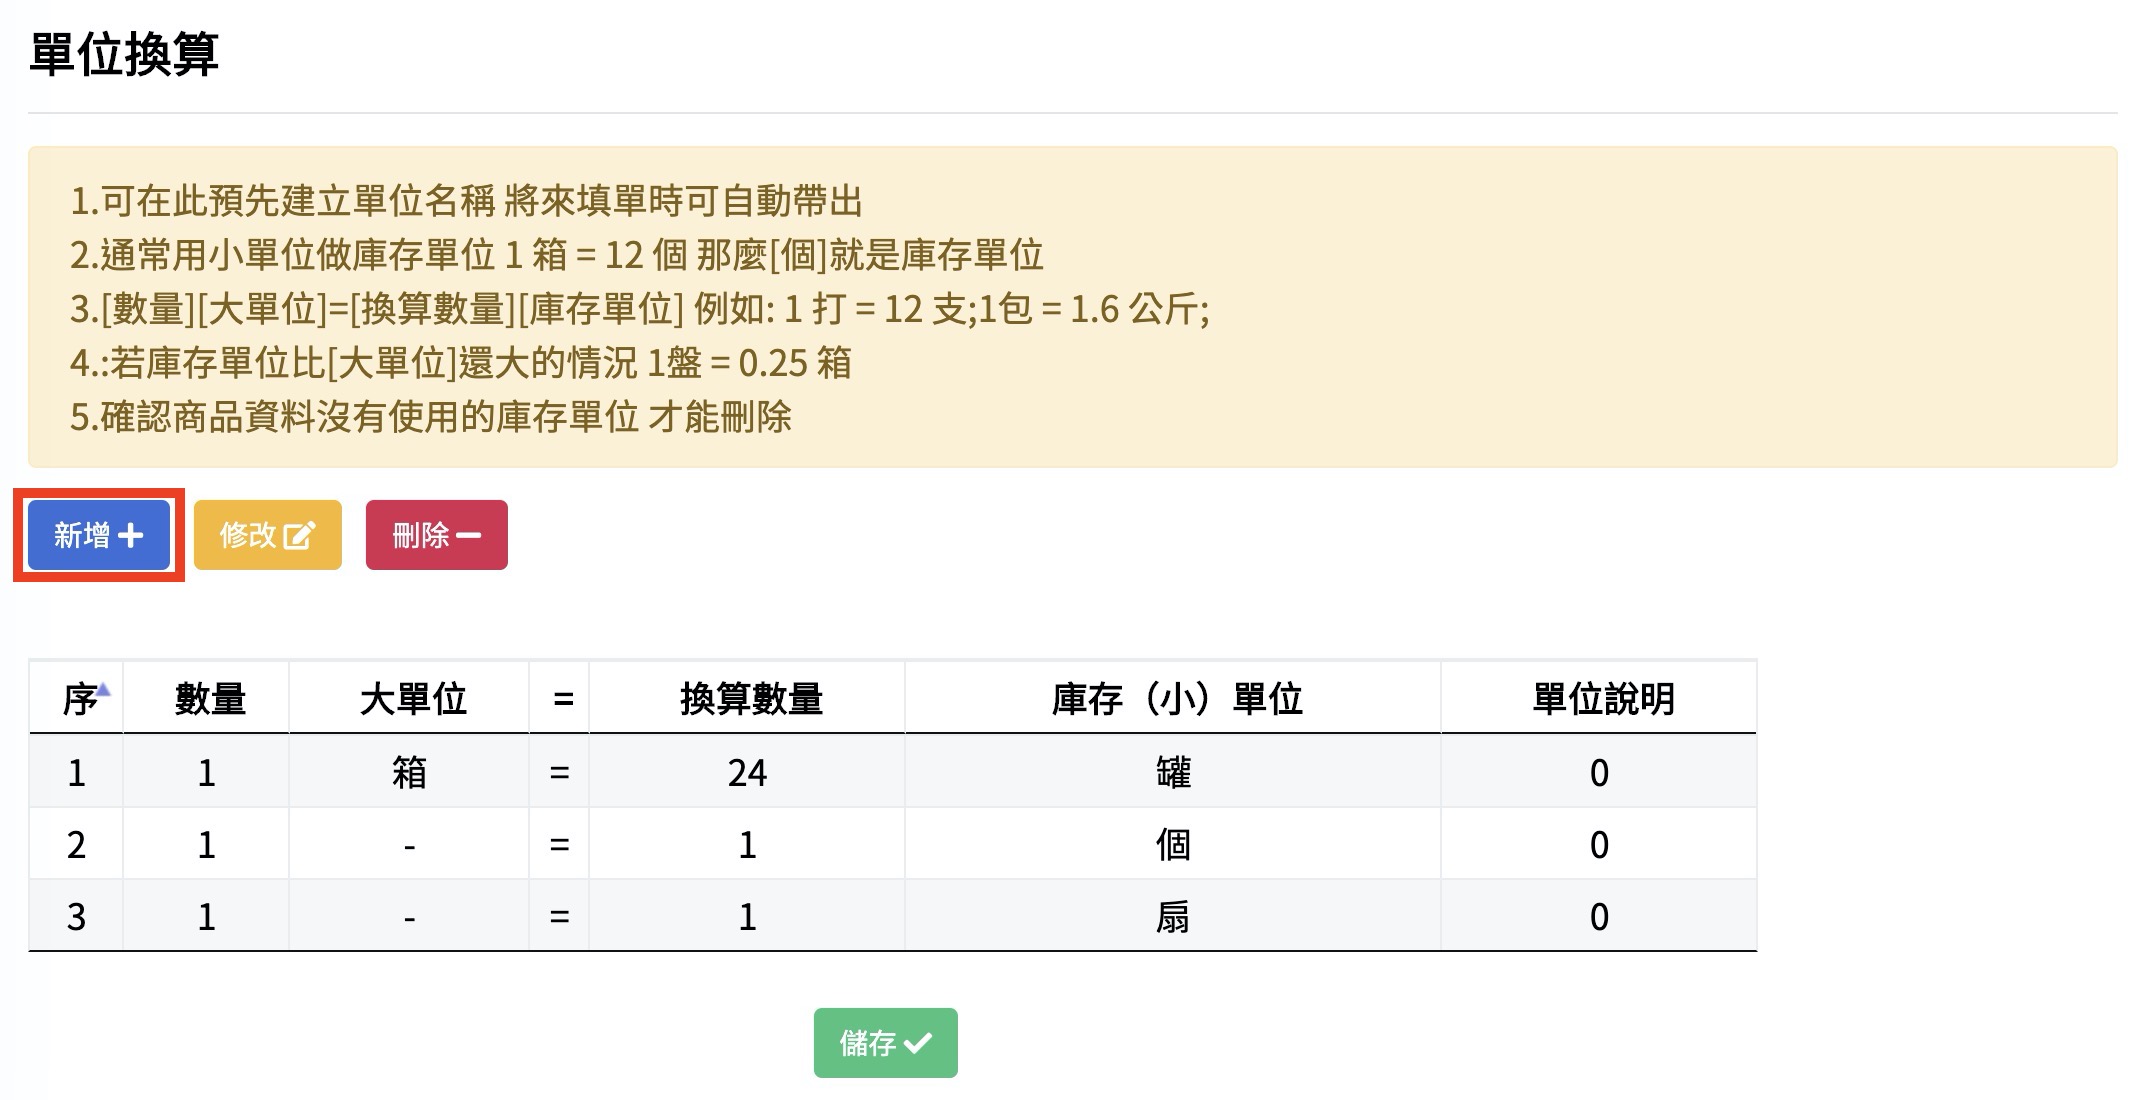 單位換算
1.可在此預先建立單位名稱 將來填單時可自動帶出
2.通常用小單位做庫存單位 1 箱 = 12 個 那麼[個]就是庫存單位
3.[數量][大單位]=[換算數量][庫存單位] 例如: 1 打 = 12 支;1包 = 1.6 公斤;
4.:若庫存單位比[大單位]還大的情況 1盤 = 0.25 箱
5.確認商品資料沒有使用的庫存單位 才能刪除
新增 修改 刪除
序 數量 大單位 = 換算數量 庫存（小）單位 單位說明
1 1 箱 = 24 罐 0
2 1 - = 1 個 0
3 1 - = 1 扇 0
儲存